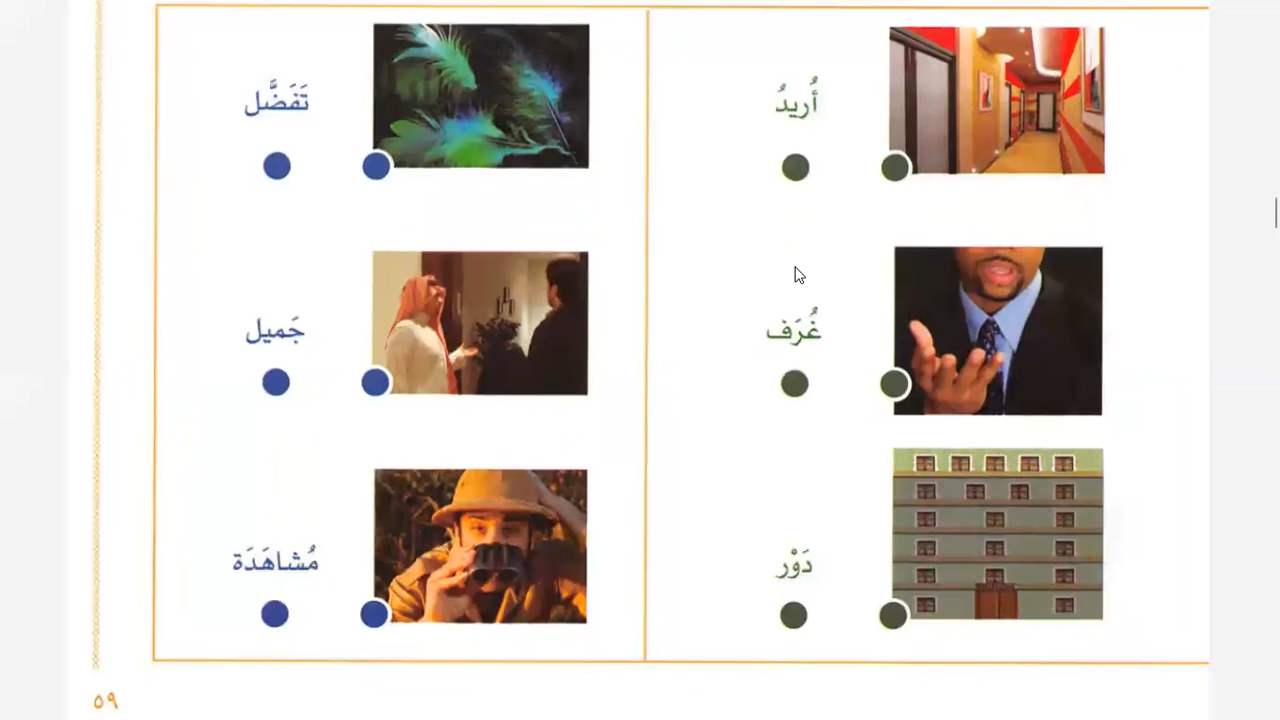 أُريدُ
غُرَف
دَوْر
تَفَضَّل
جَميل
مُشاهَدَة
٥٩